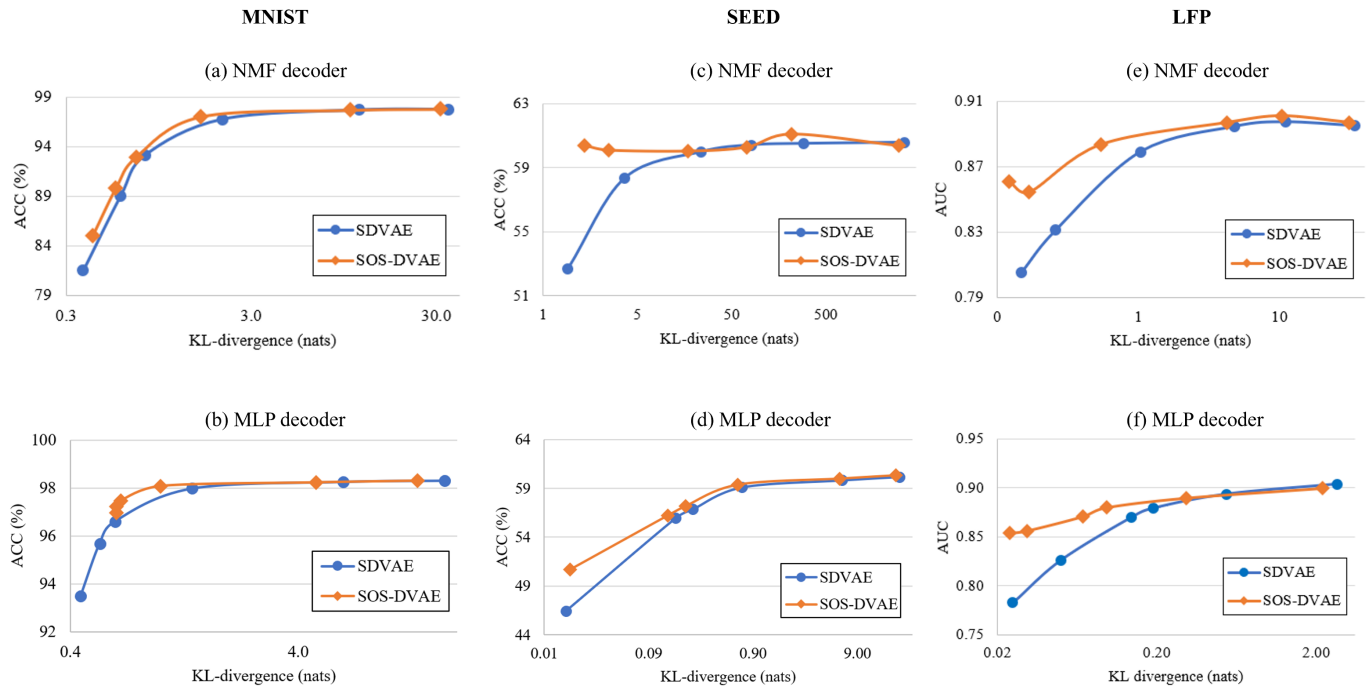 MNIST
SEED
LFP
(a) NMF decoder
99
94
89
84
79
ACC (%)
0.3
3.0
30.0
KL-divergence (nats)
SDVAE
SOS-DVAE
(c) NMF decoder
63
59
55
51
ACC (%)
1
5
50
500
KL-divergence (nats)
SDVAE
SOS-DVAE
(e) NMF decoder
0.91
0.87
0.83
0.79
AUC
0
1
10
KL-divergence (nats)
SDVAE
SOS-DVAE
(b) MLP decoder
100
98
96
94
92
ACC (%)
0.4
4.0
KL-divergence (nats)
SDVAE
SOS-DVAE
(d) MLP decoder
64
59
54
49
44
ACC (%)
0.01
0.09
0.90
9.00
KL-divergence (nats)
SDVAE
SOS-DVAE
(f) MLP decoder
0.95
0.90
0.85
0.80
0.75
AUC
0.02
0.20
2.00
KL divergence (nats)
SDVAE
SOS-DVAE